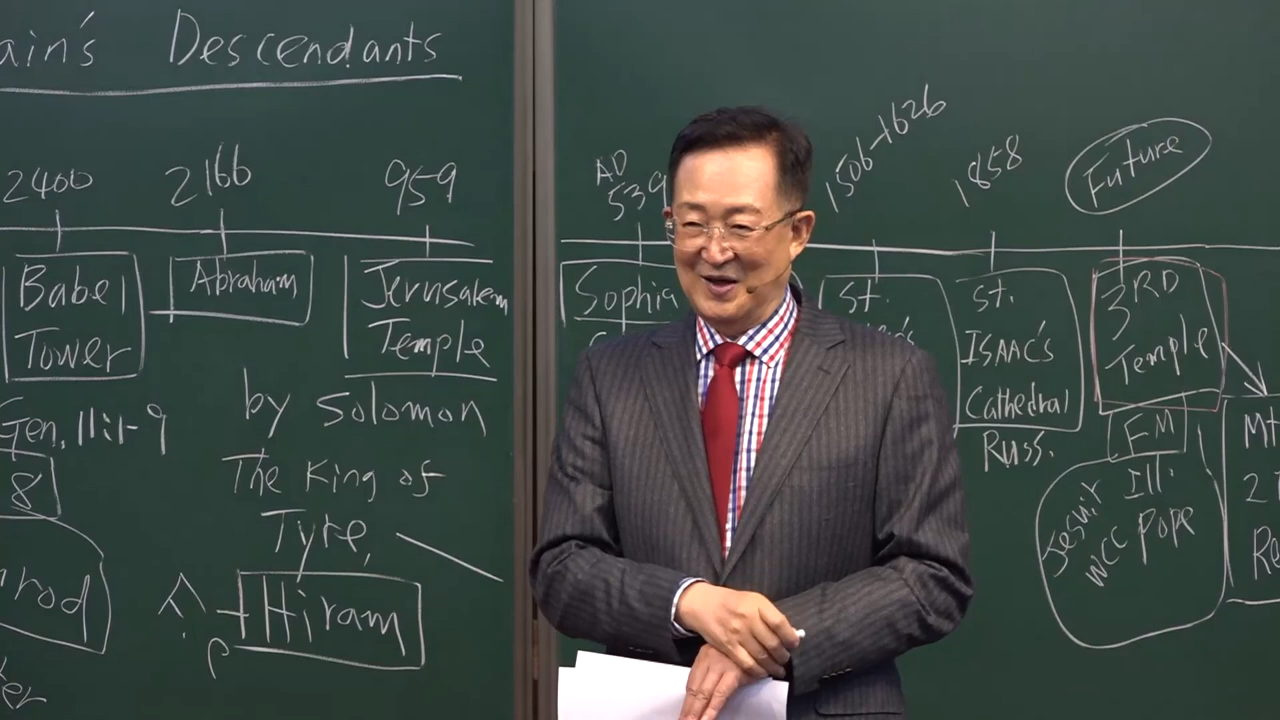 ain's Descendants
2400 2166 959
Babel
Tower
Abraham
Jerusalem
Temple
Gen. 11:1-9
8
rod
by Solomon
The King of
Tyre,
Hiram
AD
539
1506-1626
1858
Future
Sophia
St.
St.
ISAAC's
Cathedral
Russ.
3RD
Temple
FM
Jesuit Ill.
WCC Pope
Mt
2
Re